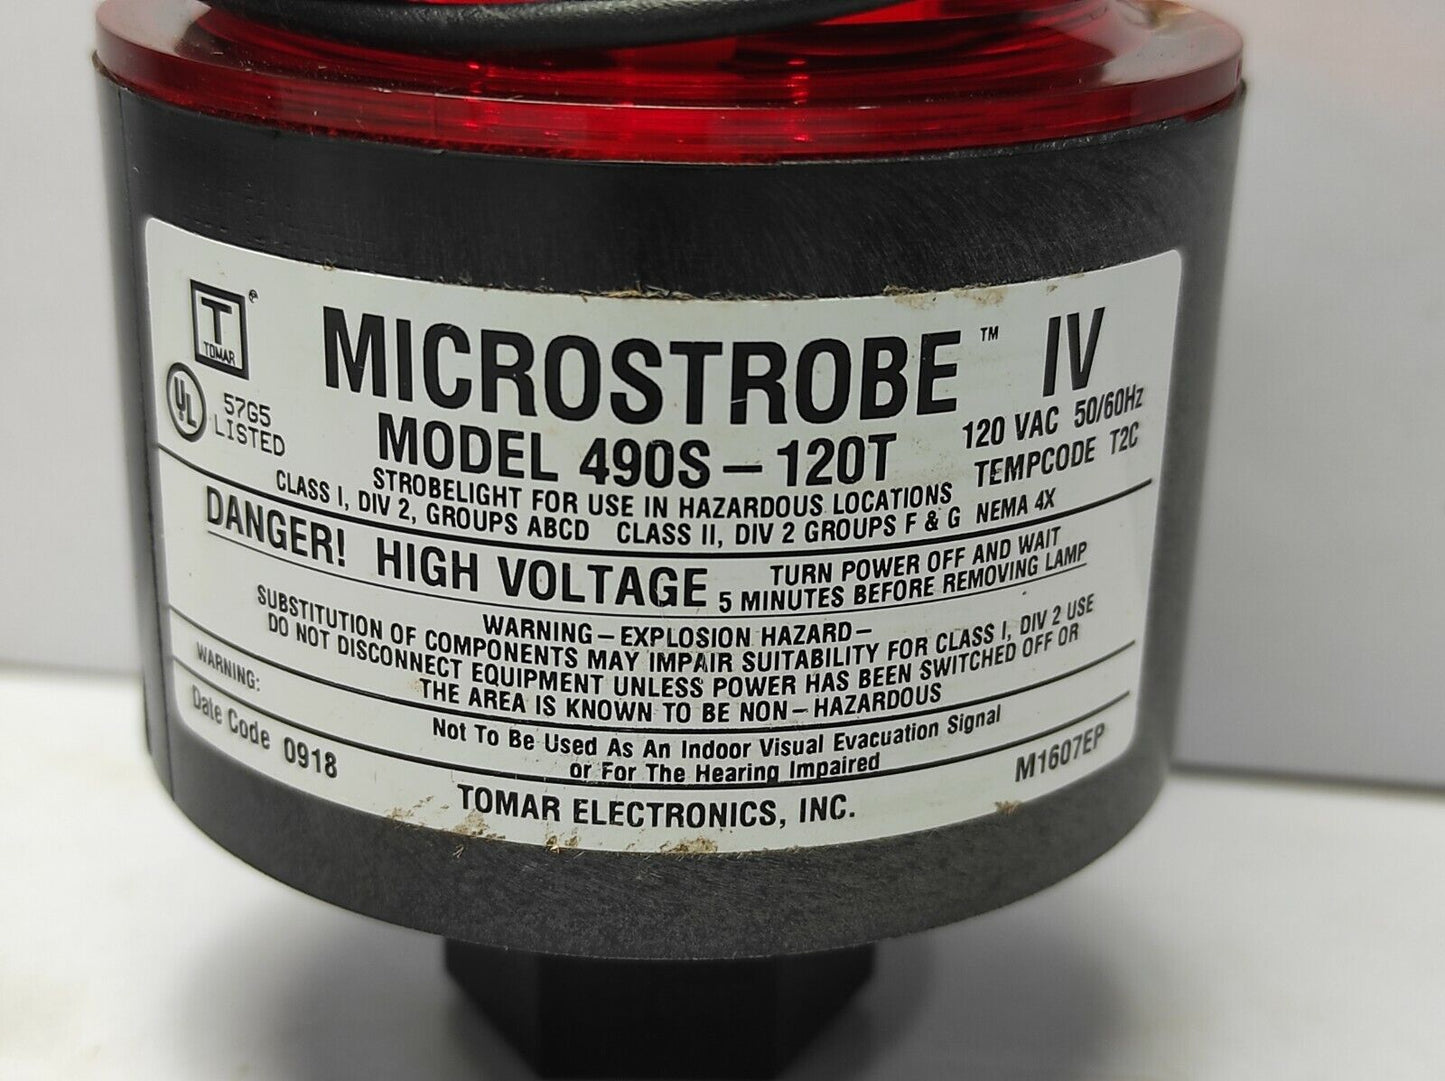 T
TOMAR
UL
57G5
LISTED
MICROSTROBE™ IV
MODEL 490S-120T
120 VAC 50/60Hz
TEMPCODE T2C
STROBELIGHT FOR USE IN HAZARDOUS LOCATIONS
CLASS I, DIV 2, GROUPS ABCD CLASS II, DIV 2 GROUPS F & G NEMA 4X
DANGER! HIGH VOLTAGE
TURN POWER OFF AND WAIT
5 MINUTES BEFORE REMOVING LAMP
WARNING-EXPLOSION HAZARD-
SUBSTITUTION OF COMPONENTS MAY IMPAIR SUITABILITY FOR CLASS I, DIV 2 USE
DO NOT DISCONNECT EQUIPMENT UNLESS POWER HAS BEEN SWITCHED OFF OR
THE AREA IS KNOWN TO BE NON-HAZARDOUS
WARNING:
Not To Be Used As An Indoor Visual Evacuation Signal
or For The Hearing Impaired
Date Code 0918
M1607EP
TOMAR ELECTRONICS, INC.